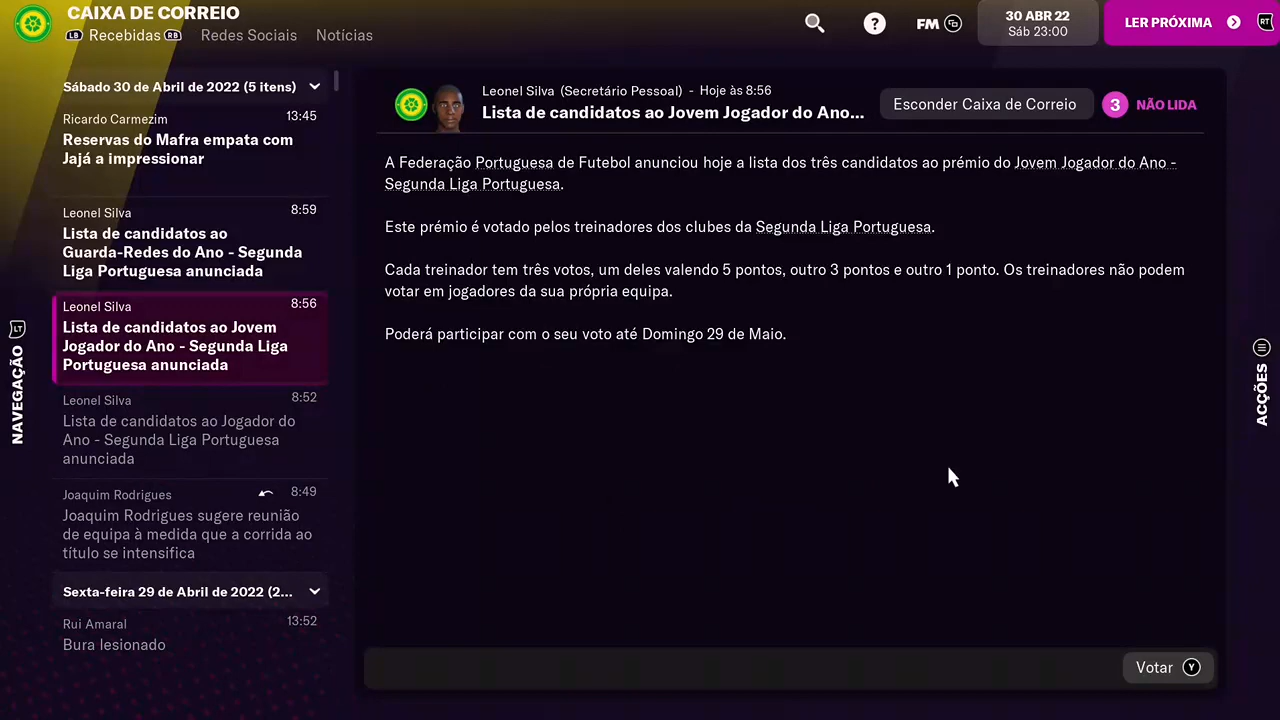 CAIXA DE CORREIO
LB Recebidas RB Redes Sociais Notícias
FM
30 ABR 22
Sáb 23:00
LER PRÓXIMA RT
Sábado 30 de Abril de 2022 (5 itens)
Ricardo Carmezim 13:45
Reservas do Mafra empata com
Jajá a impressionar
Leonel Silva 8:59
Lista de candidatos ao
Guarda-Redes do Ano - Segunda
Liga Portuguesa anunciada
Leonel Silva 8:56
Lista de candidatos ao Jovem
Jogador do Ano - Segunda Liga
Portuguesa anunciada
Leonel Silva 8:52
Lista de candidatos ao Jogador do
Ano - Segunda Liga Portuguesa
anunciada
Joaquim Rodrigues 8:49
Joaquim Rodrigues sugere reunião
de equipa à medida que a corrida ao
título se intensifica
Sexta-feira 29 de Abril de 2022 (2...
Rui Amaral 13:52
Bura lesionado
NAVEGAÇÃO LT
Leonel Silva (Secretário Pessoal) - Hoje às 8:56
Lista de candidatos ao Jovem Jogador do Ano...
Esconder Caixa de Correio
3 NÃO LIDA
A Federação Portuguesa de Futebol anunciou hoje a lista dos três candidatos ao prémio do Jovem Jogador do Ano -
Segunda Liga Portuguesa.
Este prémio é votado pelos treinadores dos clubes da Segunda Liga Portuguesa.
Cada treinador tem três votos, um deles valendo 5 pontos, outro 3 pontos e outro 1 ponto. Os treinadores não podem
votar em jogadores da sua própria equipa.
Poderá participar com o seu voto até Domingo 29 de Maio.
Votar Y
ACÇÕES